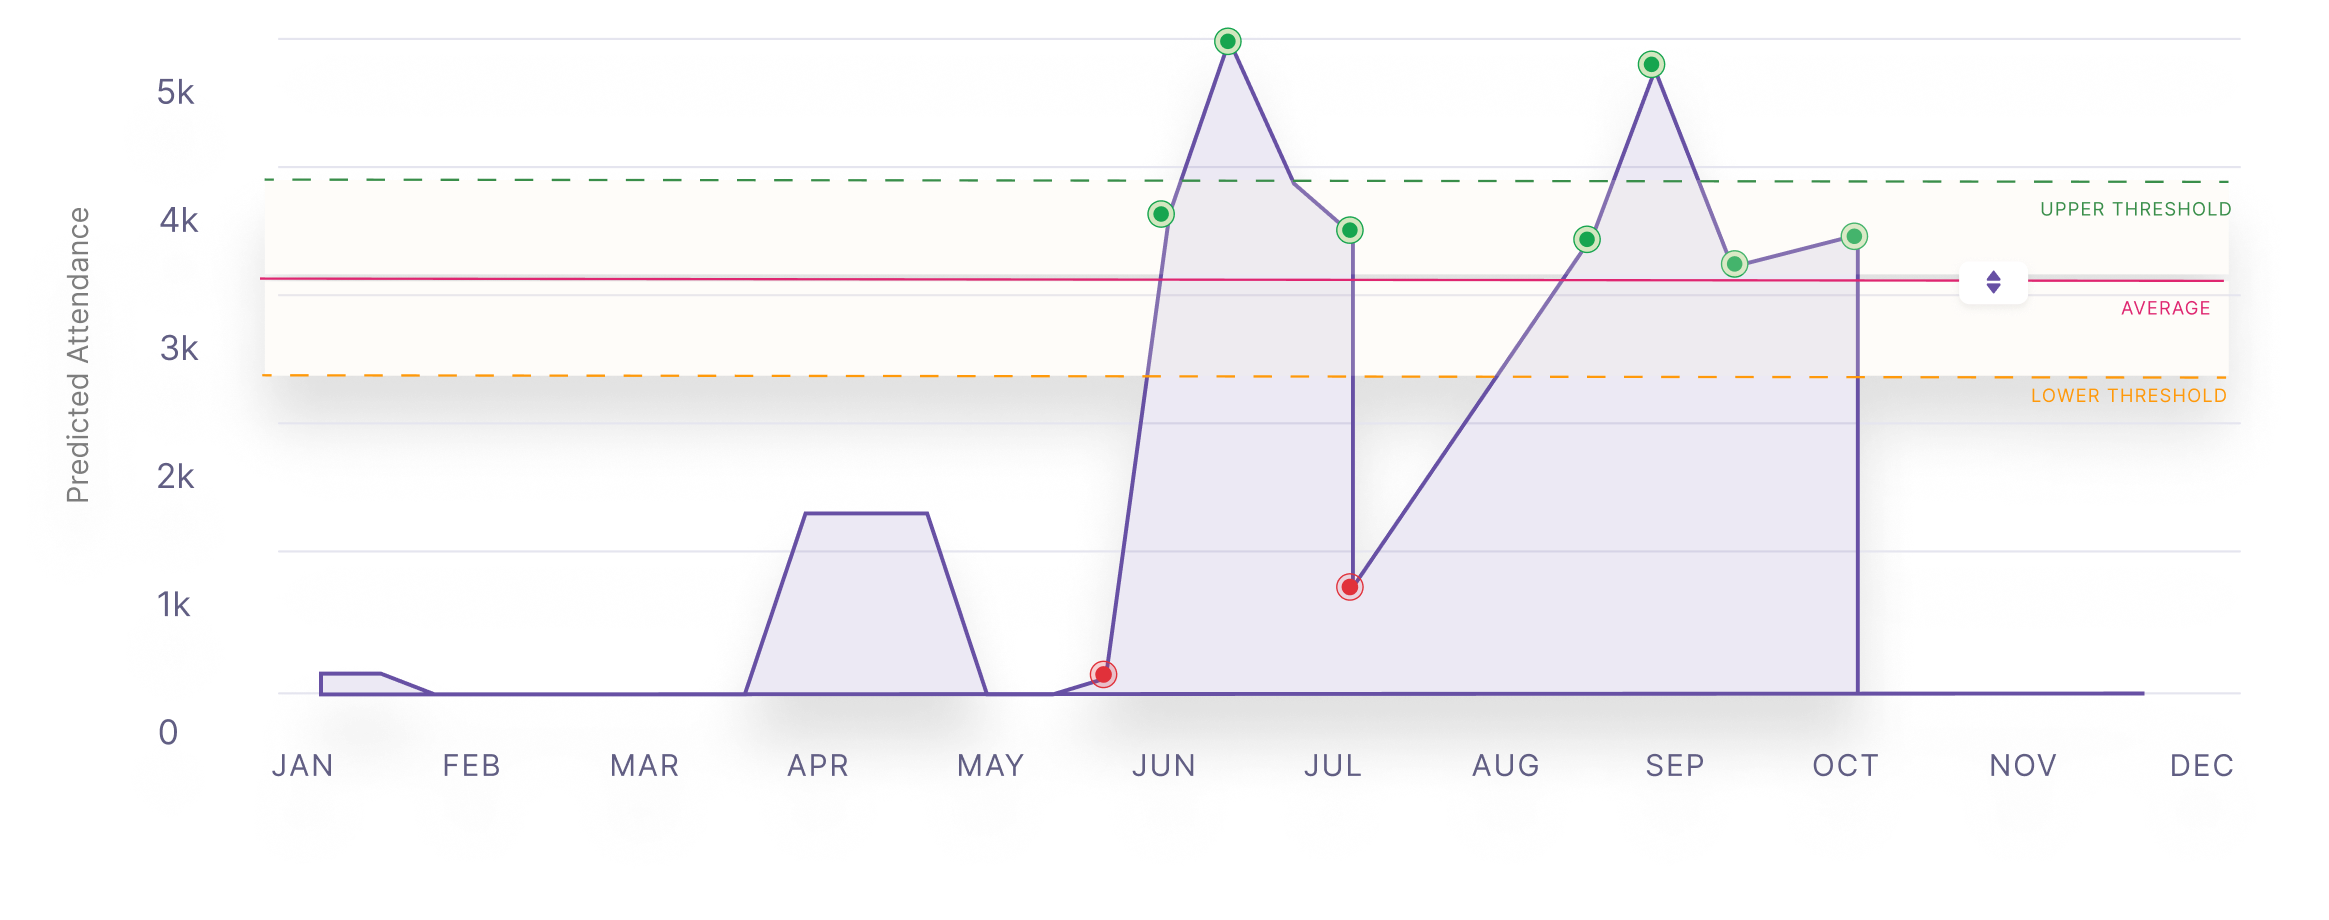 5k
4k
3k
2k
1k
0
Predicted Attendance
UPPER THRESHOLD
AVERAGE
LOWER THRESHOLD
JAN FEB MAR APR MAY JUN JUL AUG SEP OCT NOV DEC